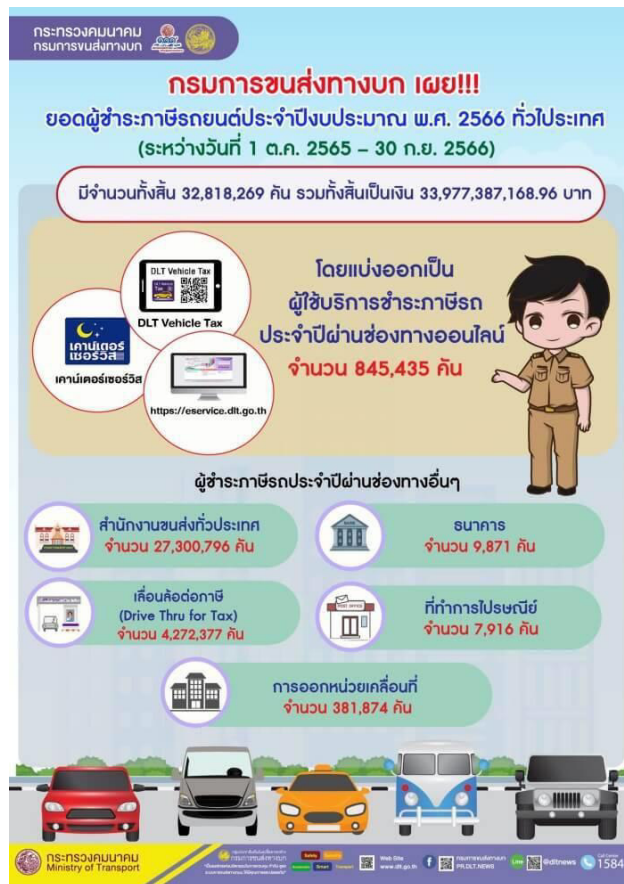 กระทรวงคมนาคม
กรมการขนส่งทางบก
กรมการขนส่งทางบก เผย!!!
ยอดผู้ชำระภาษีรถยนต์ประจำปีงบประมาณ พ.ศ. 2566 ทั่วไประเทศ
(ระหว่างวันที่ 1 ต.ค. 2565 – 30 ก.ย. 2566)
มีจำนวนทั้งสิ้น 32,818,269 คัน รวมทั้งสิ้นเป็นเงิน 33,977,387,168.96 บาท
DLT Vehicle Tax
DLT Vehicle Tax
เคาน์เตอร์
เซอร์วิส
เคาน์เตอร์เซอร์วิส
https://eservice.dlt.go.th
โดยแบ่งออกเป็น
ผู้ใช้บริการชำระภาษีรถ
ประจำปีผ่านช่องทางออนไลน์
จำนวน 845,435 คัน
ผู้ชำระภาษีรถประจำปีผ่านช่องทางอื่นๆ
สำนักงานขนส่งทั่วประเทศ
จำนวน 27,300,796 คัน
ธนาคาร
จำนวน 9,871 คัน
เลื่อนล้อต่อภาษี
(Drive Thru for Tax)
จำนวน 4,272,377 คัน
ที่ทำการไปรษณีย์
จำนวน 7,916 คัน
การออกหน่วยเคลื่อนที่
จำนวน 381,874 คัน
กระทรวงคมนาคม
Ministry of Transport
กรมการขนส่งทางบก
Web Site
www.dlt.go.th
กรมการขนส่งทางบก
PR.DLT.NEWS
Line
@dltnews
1584